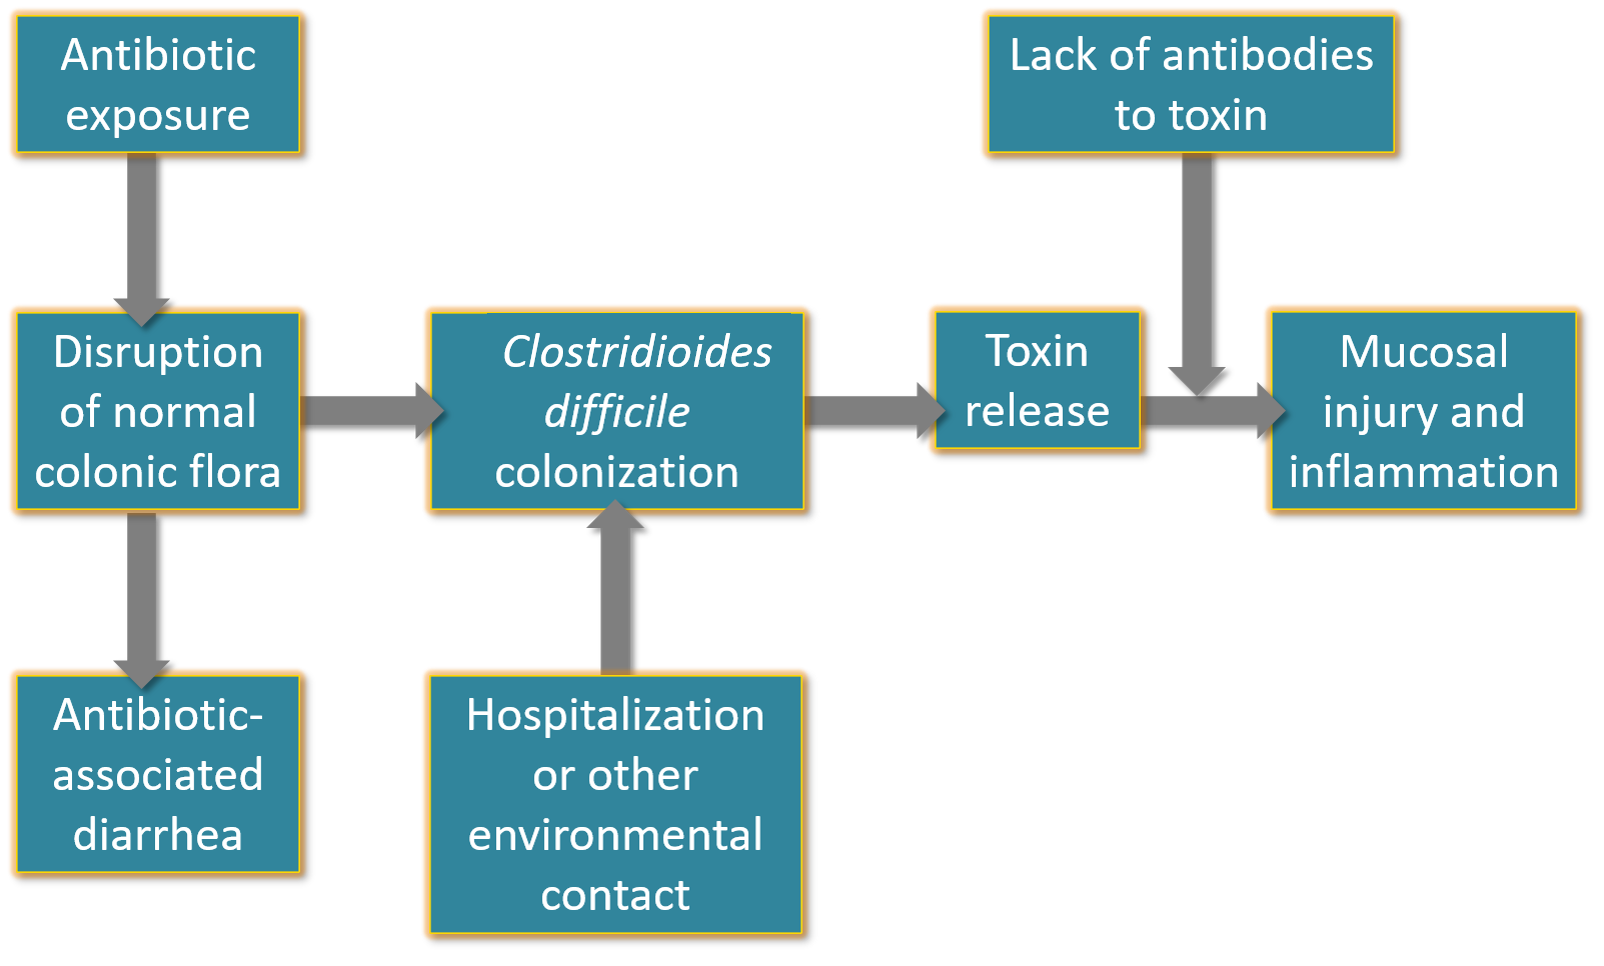 Antibiotic
exposure
Lack of antibodies
to toxin
Disruption
of normal
colonic flora
Clostridioides
difficile
colonization
Toxin
release
Mucosal
injury and
inflammation
Antibiotic-
associated
diarrhea
Hospitalization
or other
environmental
contact